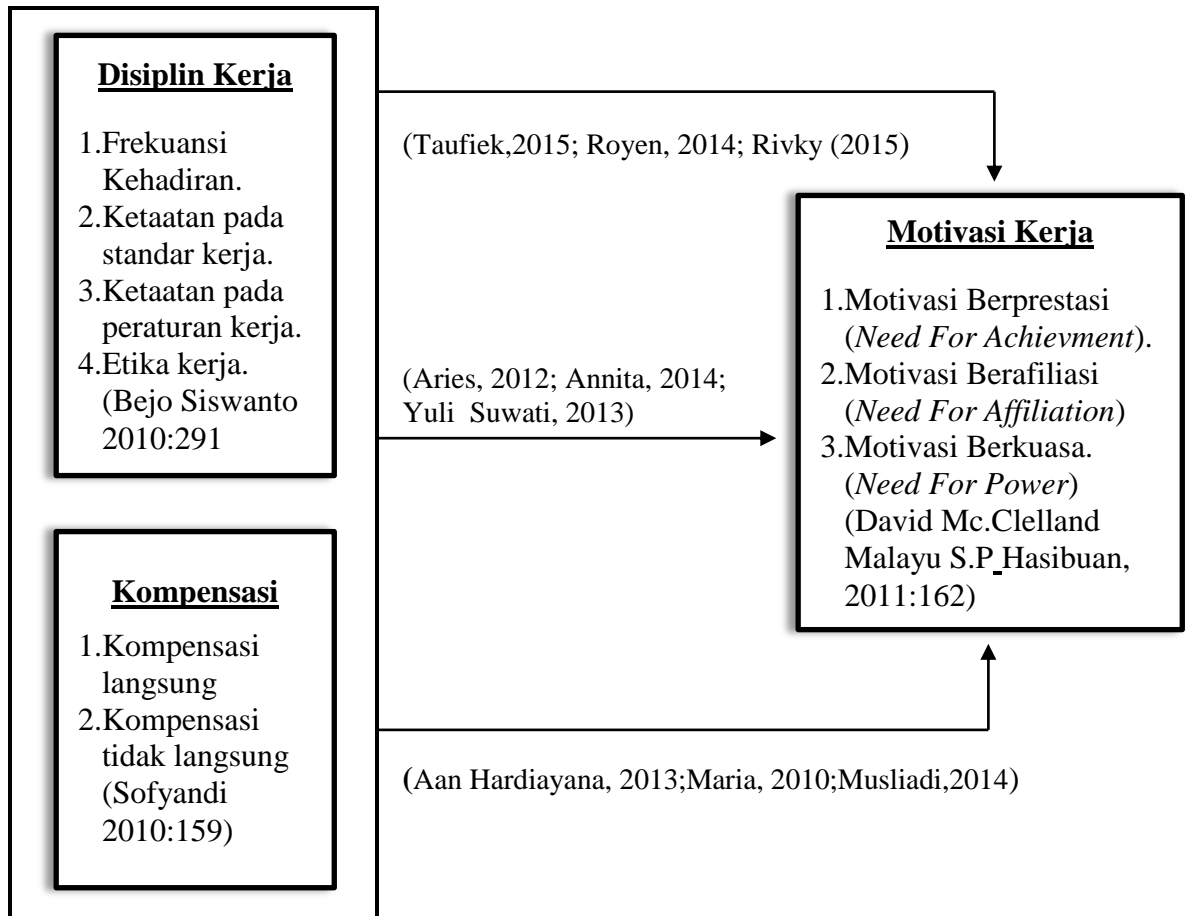 Disiplin Kerja
1.Frekuansi
Kehadiran.
2.Ketaatan pada
standar kerja.
3.Ketaatan pada
peraturan kerja.
4.Etika kerja.
(Bejo Siswanto
2010:291
Kompensasi
1.Kompensasi
langsung
2.Kompensasi
tidak langsung
(Sofyandi
2010:159)
(Taufiek,2015; Royen, 2014; Rivky (2015)
(Aries, 2012; Annita, 2014;
Yuli Suwati, 2013)
(Aan Hardiayana, 2013;Maria, 2010;Musliadi,2014)
Motivasi Kerja
1.Motivasi Berprestasi
(Need For Achievment).
2.Motivasi Berafiliasi
(Need For Affiliation)
3.Motivasi Berkuasa.
(Need For Power)
(David Mc.Clelland
Malayu S.P Hasibuan,
2011:162)